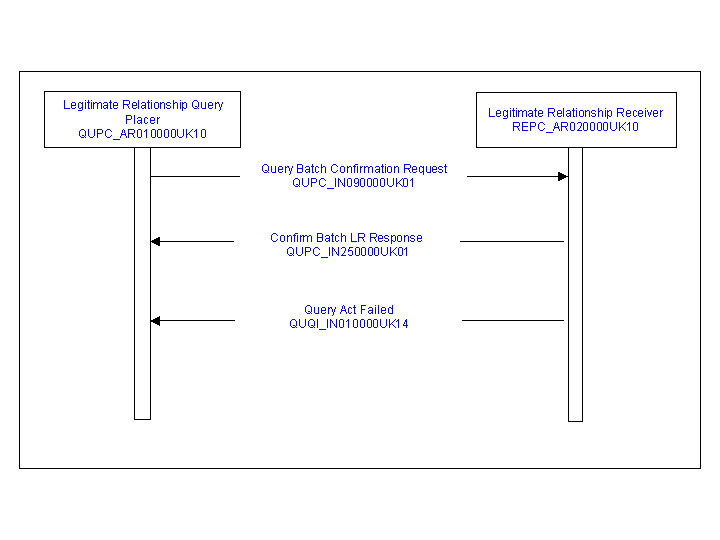 Legitimate Relationship Query
Placer
QUPC_AR010000UK10
Legitimate Relationship Receiver
REPC_AR020000UK10
Query Batch Confirmation Request
QUPC_IN090000UK01
Confirm Batch LR Response
QUPC_IN250000UK01
Query Act Failed
QUQI_IN010000UK14